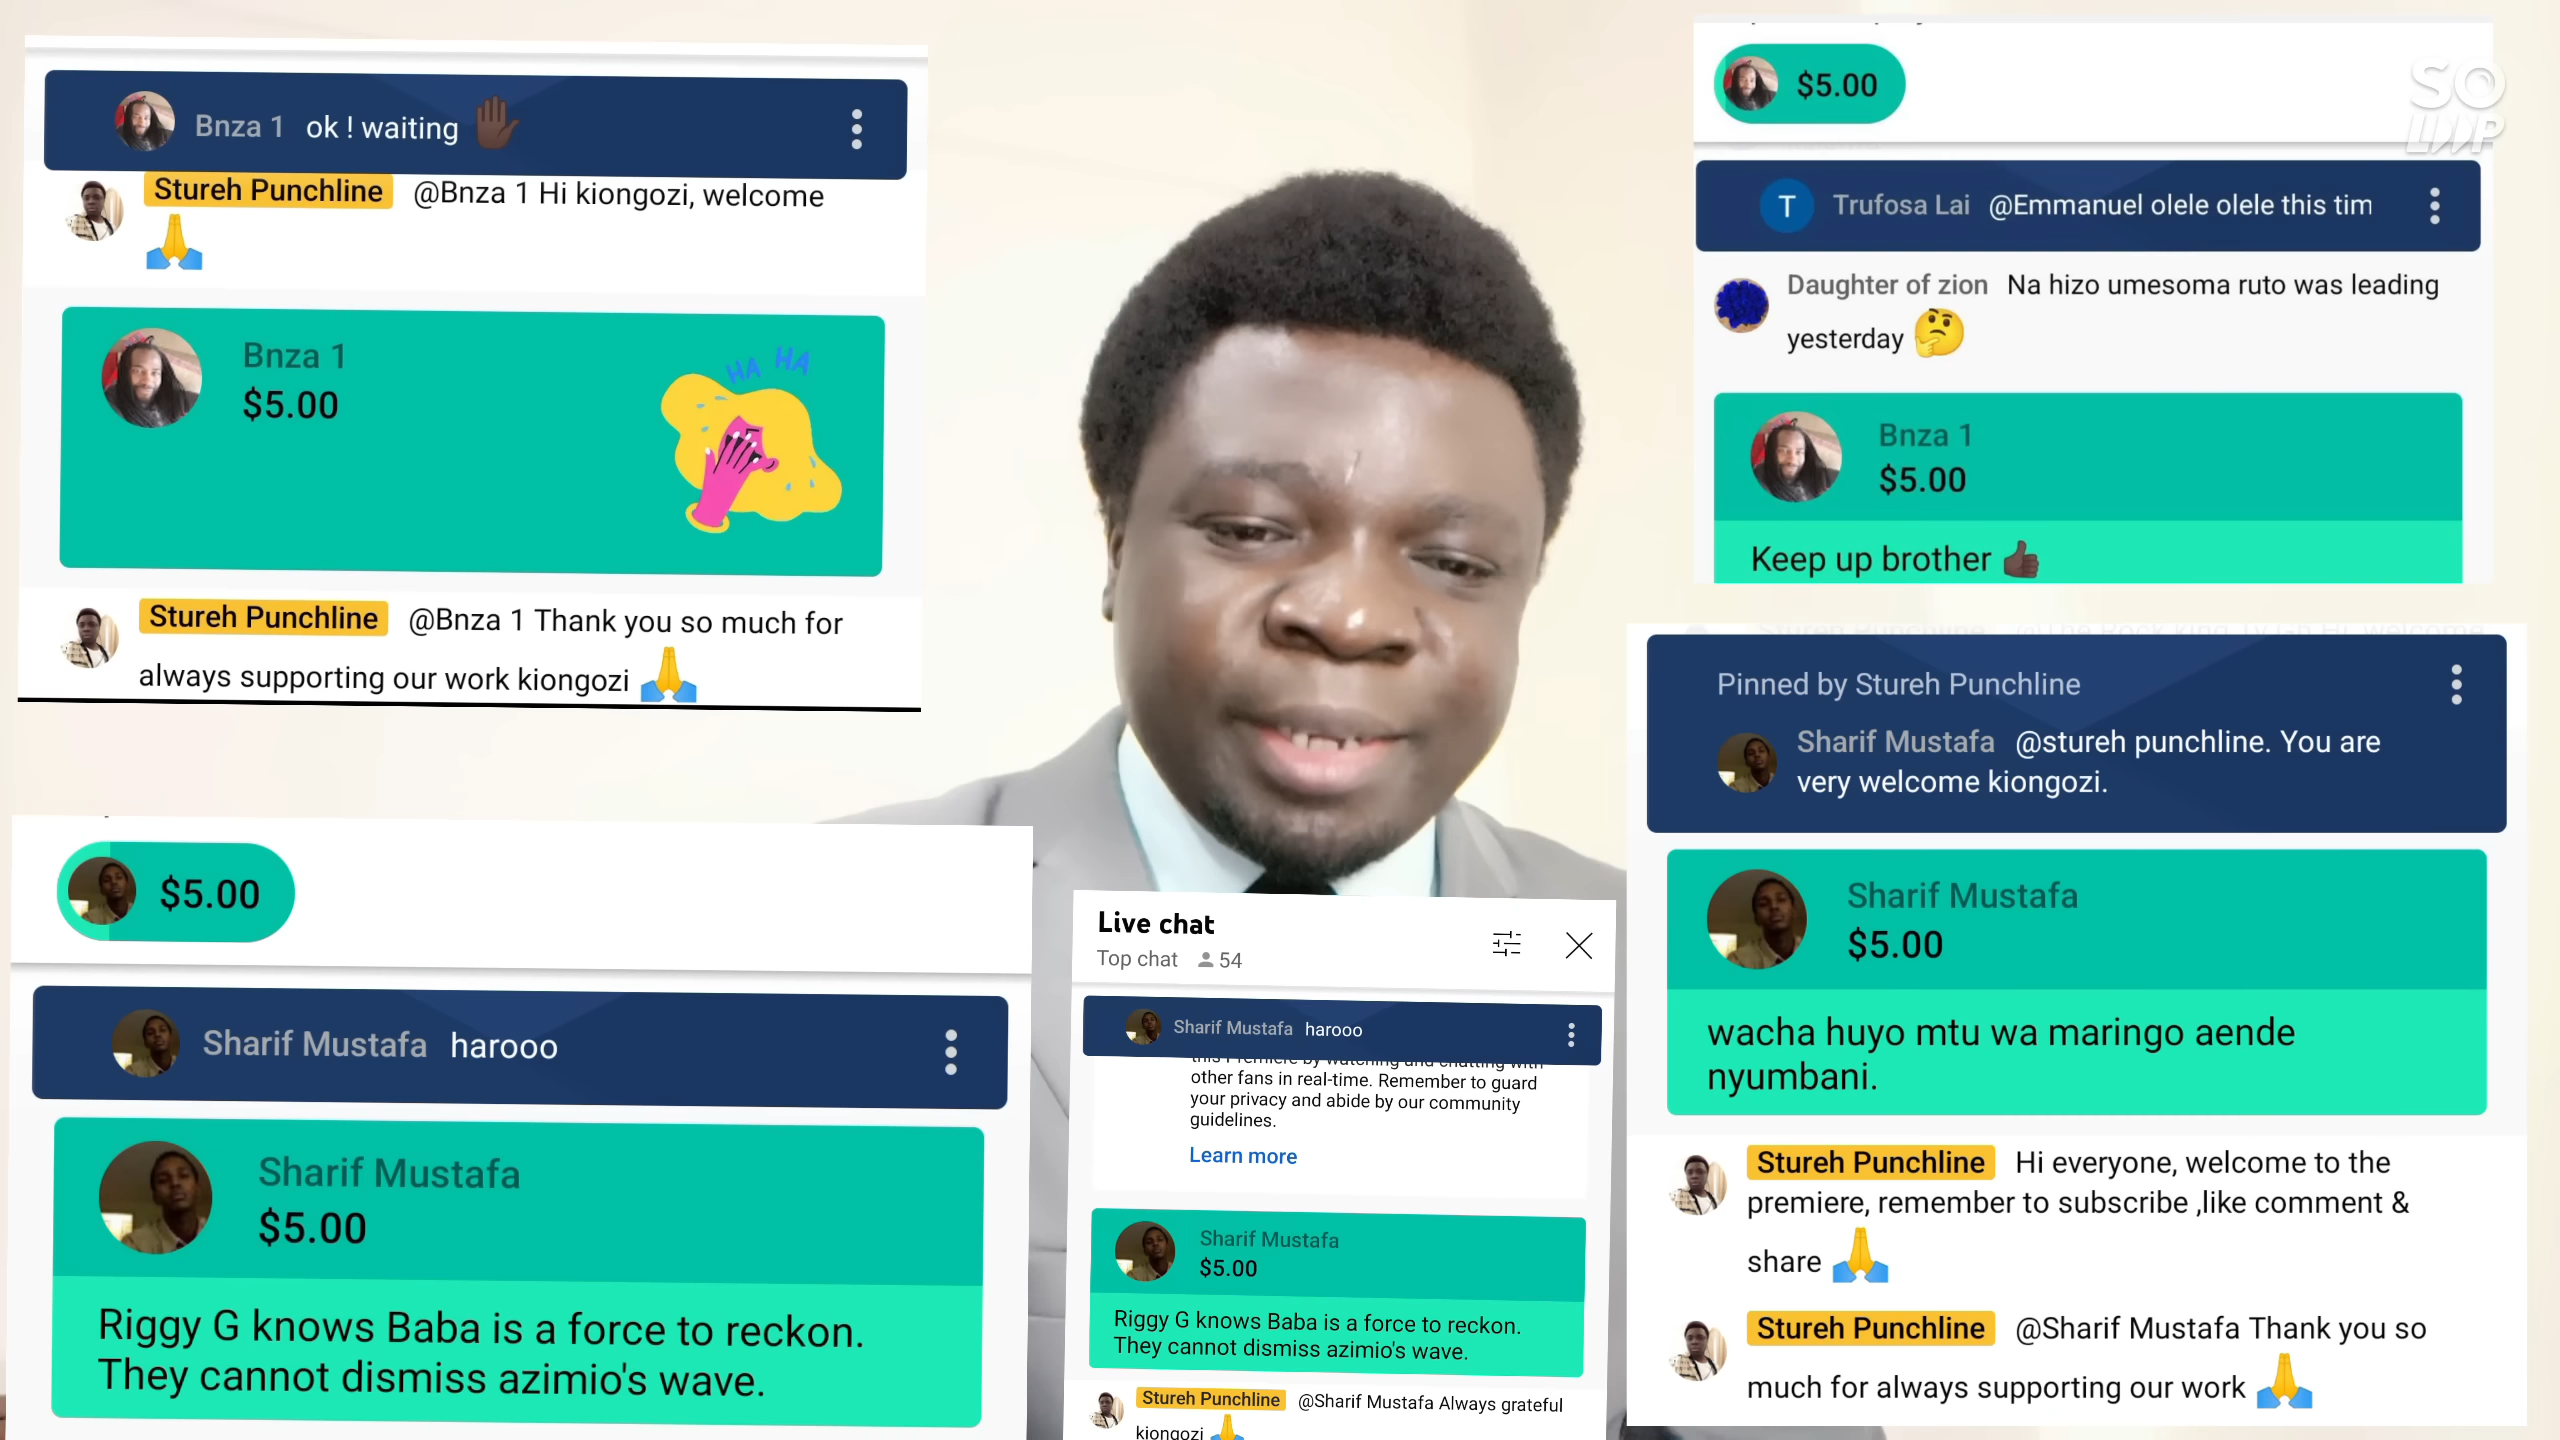 Bnza 1 ok ! waiting
Stureh Punchline @Bnza 1 Hi kiongozi, welcome
Bnza 1
$5.00
HA HA
Stureh Punchline @Bnza 1 Thank you so much for
always supporting our work kiongozi
$5.00
SOLOOP
T Trufosa Lai @Emmanuel olele olele this tim
Daughter of zion Na hizo umesoma ruto was leading
yesterday
Bnza 1
$5.00
Keep up brother
Pinned by Stureh Punchline
Sharif Mustafa @stureh punchline. You are
very welcome kiongozi.
Sharif Mustafa
$5.00
wacha huyo mtu wa maringo aende
nyumbani.
Stureh Punchline Hi everyone, welcome to the
premiere, remember to subscribe ,like comment &
share
Stureh Punchline @Sharif Mustafa Thank you so
much for always supporting our work
$5.00
Sharif Mustafa harooo
Sharif Mustafa
$5.00
Riggy G knows Baba is a force to reckon.
They cannot dismiss azimio's wave.
Live chat
Top chat 54
Sharif Mustafa harooo
this Premiere by watching and chatting with
other fans in real-time. Remember to guard
your privacy and abide by our community
guidelines.
Learn more
Sharif Mustafa
$5.00
Riggy G knows Baba is a force to reckon.
They cannot dismiss azimio's wave.
Stureh Punchline @Sharif Mustafa Always grateful
kiongozi